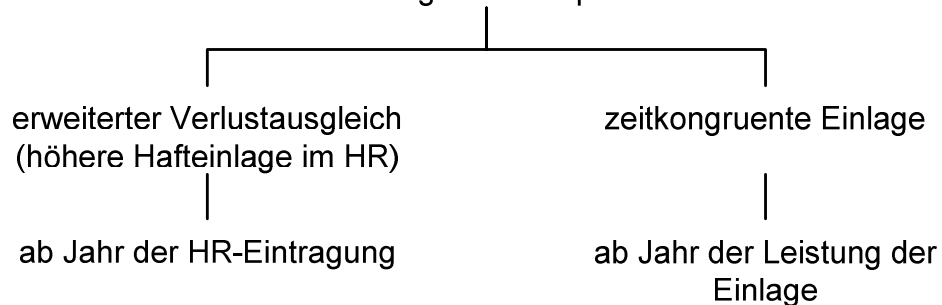 erweiterter Verlustausgleich
(höhere Hafteinlage im HR)
zeitkongruente Einlage
ab Jahr der HR-Eintragung
ab Jahr der Leistung der
Einlage